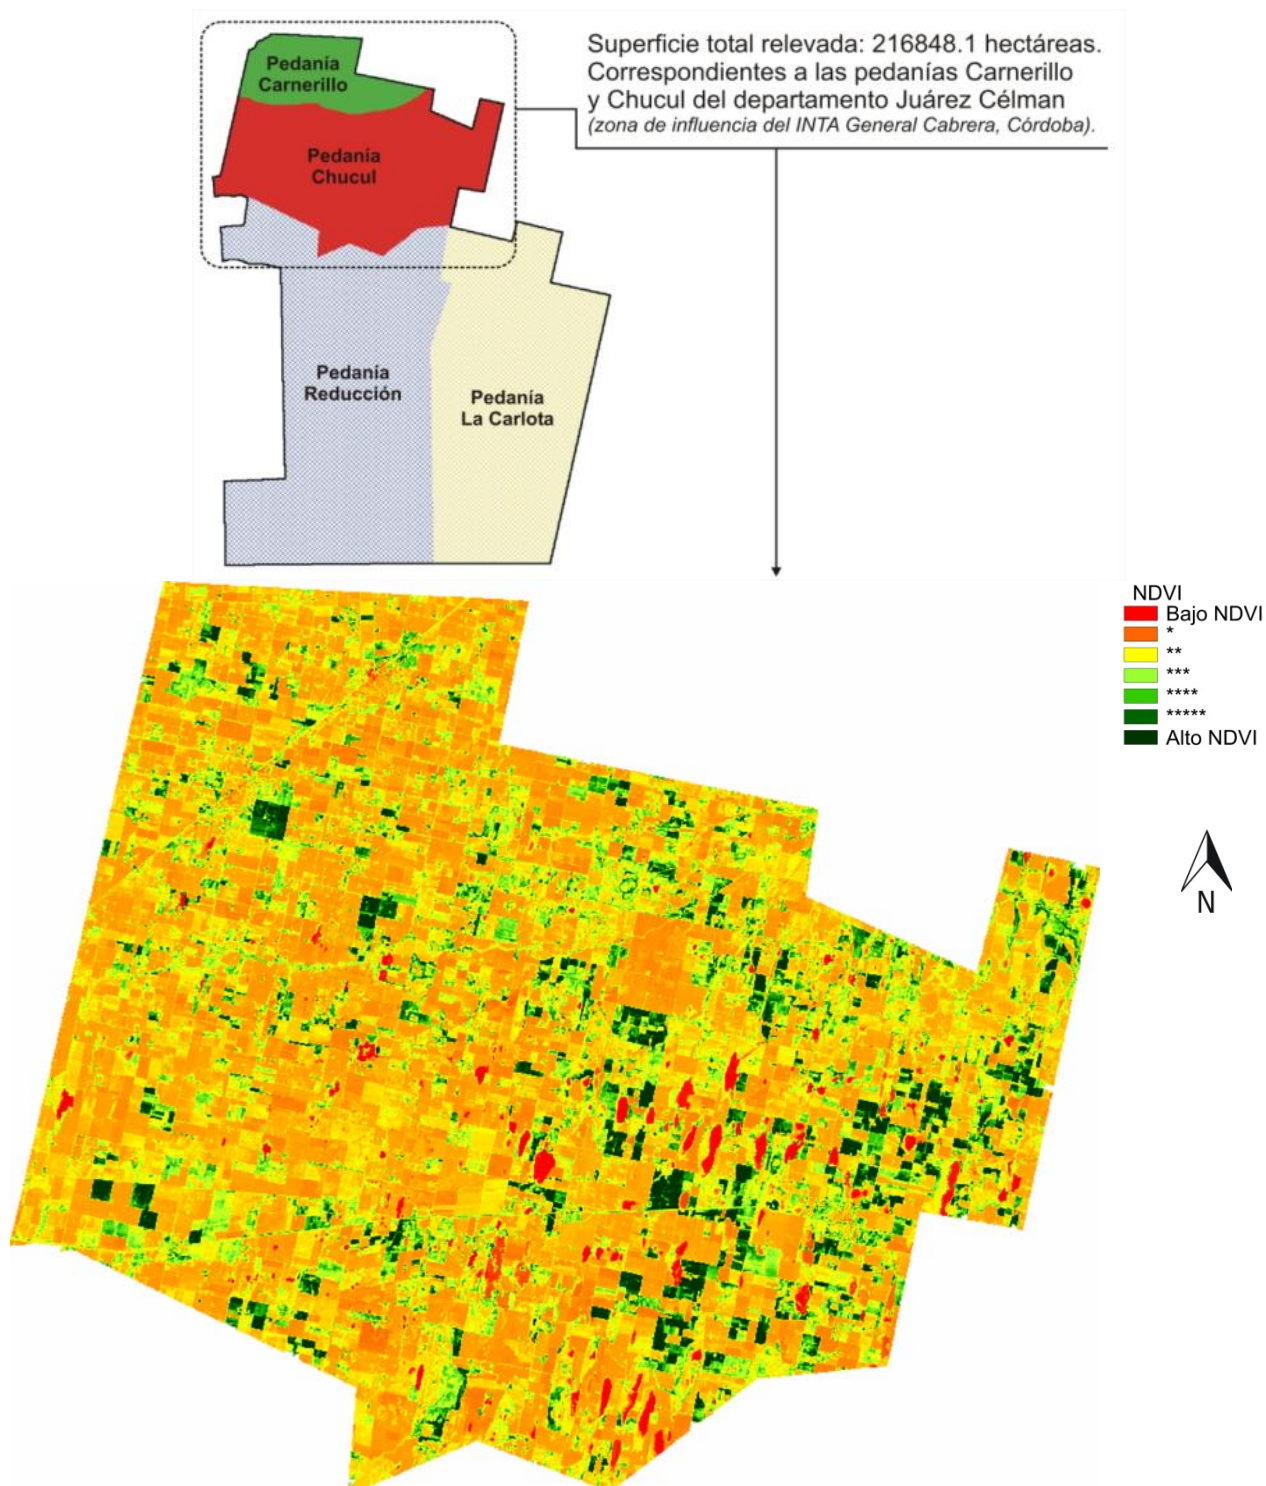 Superficie total relevada: 216848.1 hectáreas.
Correspondientes a las pedanías Carnerillo
y Chucul del departamento Juárez Célman
(zona de influencia del INTA General Cabrera, Córdoba).
Pedanía
Carnerillo
Pedanía
Chucul
Pedanía
Reducción
Pedanía
La Carlota
NDVI
Bajo NDVI
*
**
***
****
*****
Alto NDVI
N